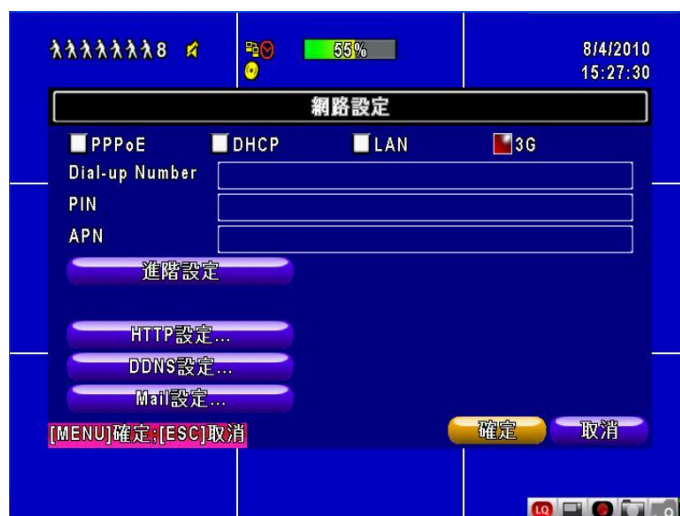 8 55% 8/4/2010
15:27:30
網路設定
PPPoE DHCP LAN 3G
Dial-up Number
PIN
APN
進階設定
HTTP設定...
DDNS設定...
Mail設定...
[MENU]確定;[ESC]取消 確定 取消
LQ